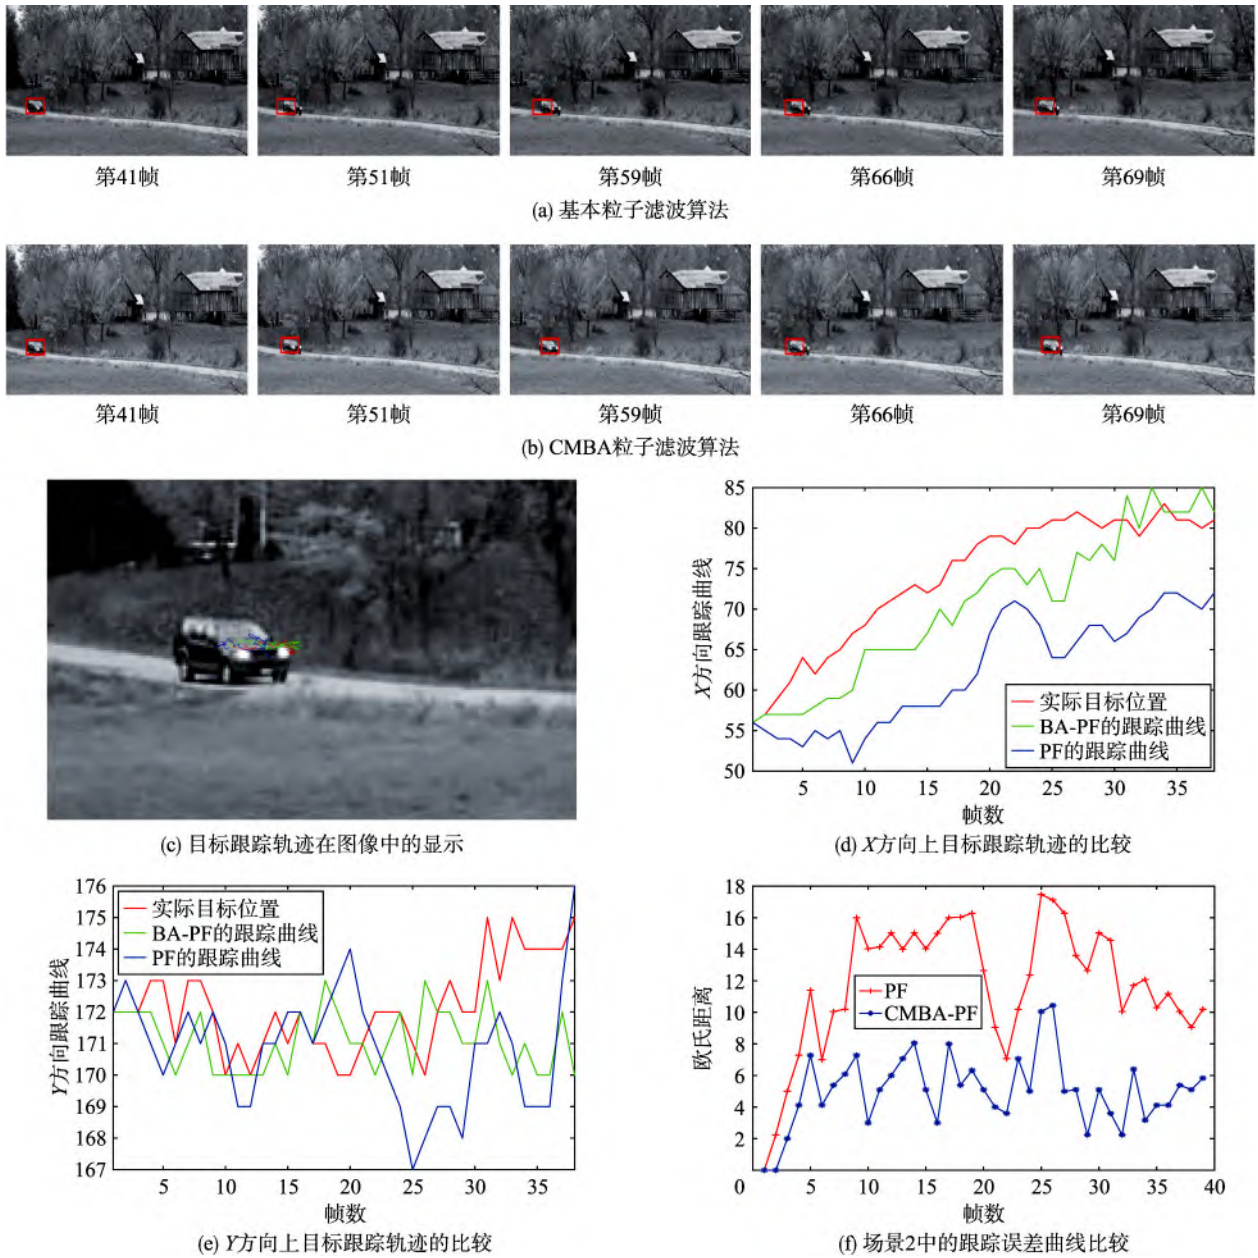 第41帧 第51帧 第59帧 第66帧 第69帧
(a) 基本粒子滤波算法
第41帧 第51帧 第59帧 第66帧 第69帧
(b) CMBA粒子滤波算法
(c) 目标跟踪轨迹在图像中的显示
X方向跟踪曲线
85
80
75
70
65
60
55
50
实际目标位置
BA-PF的跟踪曲线
PF的跟踪曲线
5 10 15 20 25 30 35
帧数
(d) X方向上目标跟踪轨迹的比较
Y方向跟踪曲线
176
175
174
173
172
171
170
169
168
167
实际目标位置
BA-PF的跟踪曲线
PF的跟踪曲线
5 10 15 20 25 30 35
帧数
(e) Y方向上目标跟踪轨迹的比较
欧氏距离
18
16
14
12
10
8
6
4
2
PF
CMBA-PF
0 5 10 15 20 25 30 35 40
帧数
(f) 场景2中的跟踪误差曲线比较